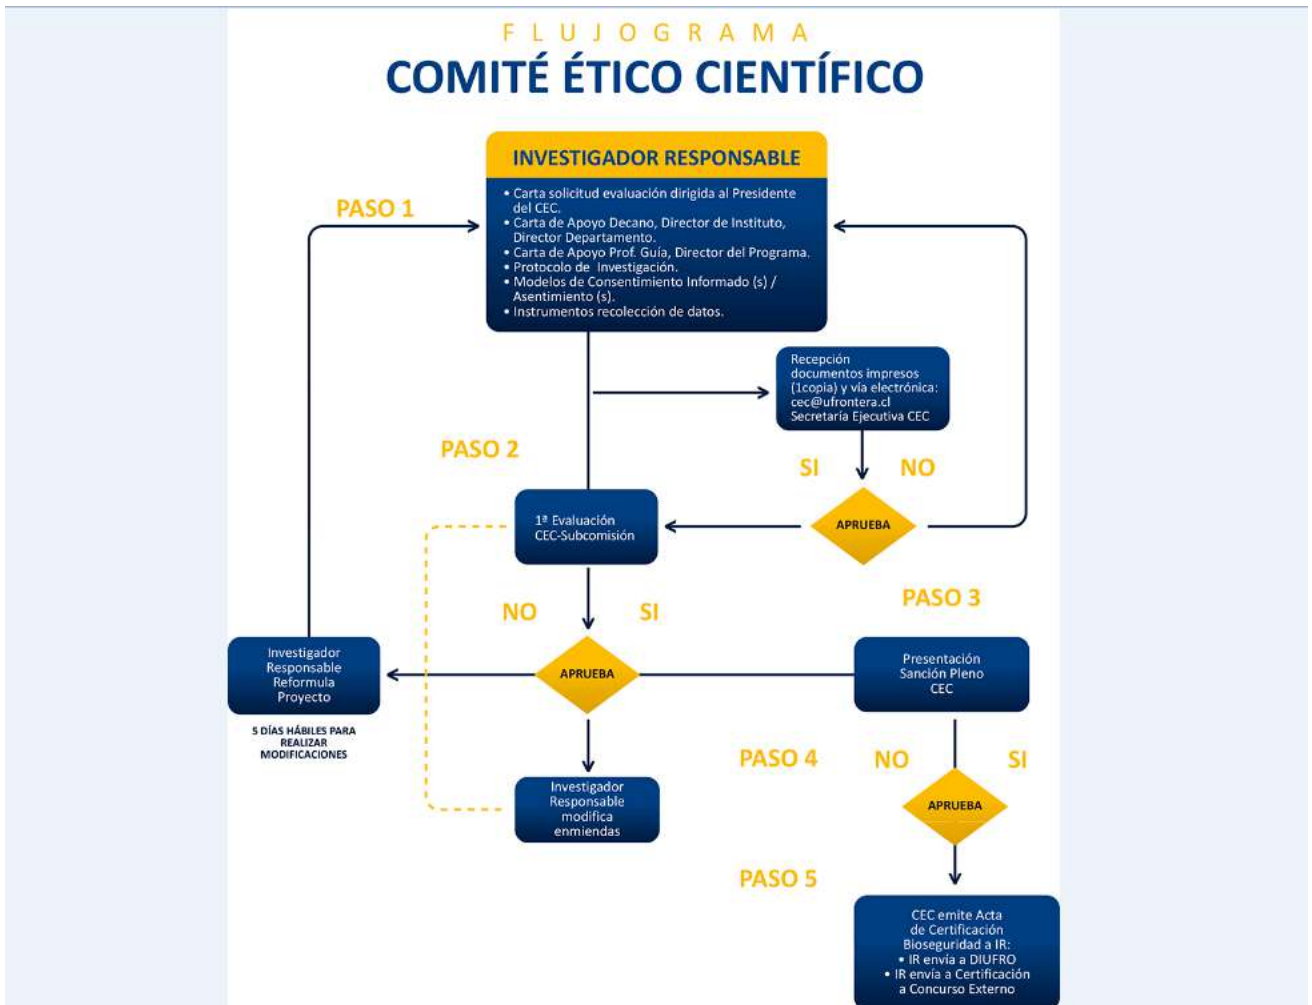 FLUJOGRAMA
COMITÉ ÉTICO CIENTÍFICO
INVESTIGADOR RESPONSABLE
• Carta solicitud evaluación dirigida al Presidente
del CEC.
• Carta de Apoyo Decano, Director de Instituto,
Director Departamento.
• Carta de Apoyo Prof. Guía, Director del Programa.
• Protocolo de Investigación.
• Modelos de Consentimiento Informado (s) /
Asentimiento (s).
• Instrumentos recolección de datos.
PASO 1
Recepción
documentos impresos
(1copia) y vía electrónica:
cec@ufrontera.cl
Secretaría Ejecutiva CEC
PASO 2
SI
NO
APRUEBA
1ª Evaluación
CEC-Subcomisión
PASO 3
NO
SI
APRUEBA
Investigador
Responsable
Reformula
Proyecto
5 DÍAS HÁBILES PARA
REALIZAR
MODIFICACIONES
Presentación
Sanción Pleno
CEC
PASO 4
NO
SI
APRUEBA
Investigador
Responsable
modifica
enmiendas
PASO 5
CEC emite Acta
de Certificación
Bioseguridad a IR:
• IR envía a DIUFRO
• IR envía a Certificación
a Concurso Externo